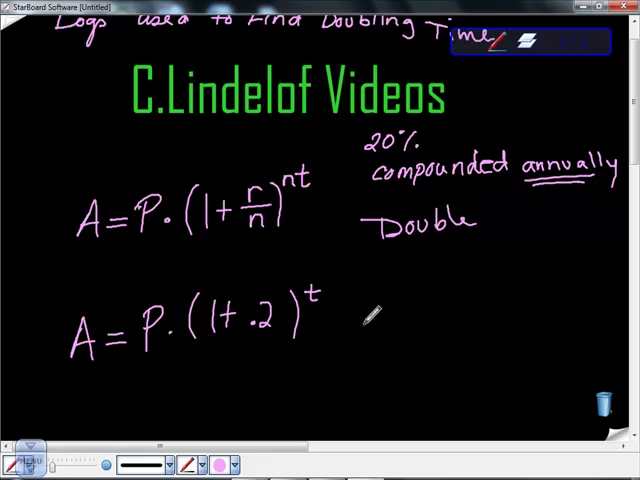 StarBoard Software [Untitled]
Logs used to Find Doubling Time
C.Lindelof Videos
20%
compounded annually
A = P. (1 + r/n)^nt
Double
A = P. (1 + .2)^t
MENU